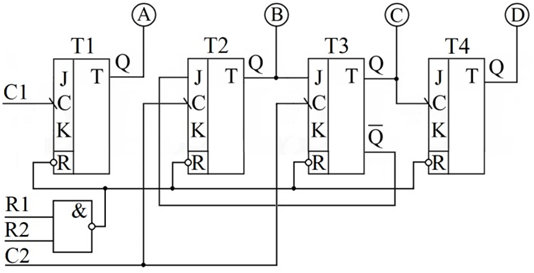 A B C D
T1 T2 T3 T4
J T Q J T Q J T Q J T Q
C1 C C C C
K K K Q K
R R R R
R1 &
R2
C2